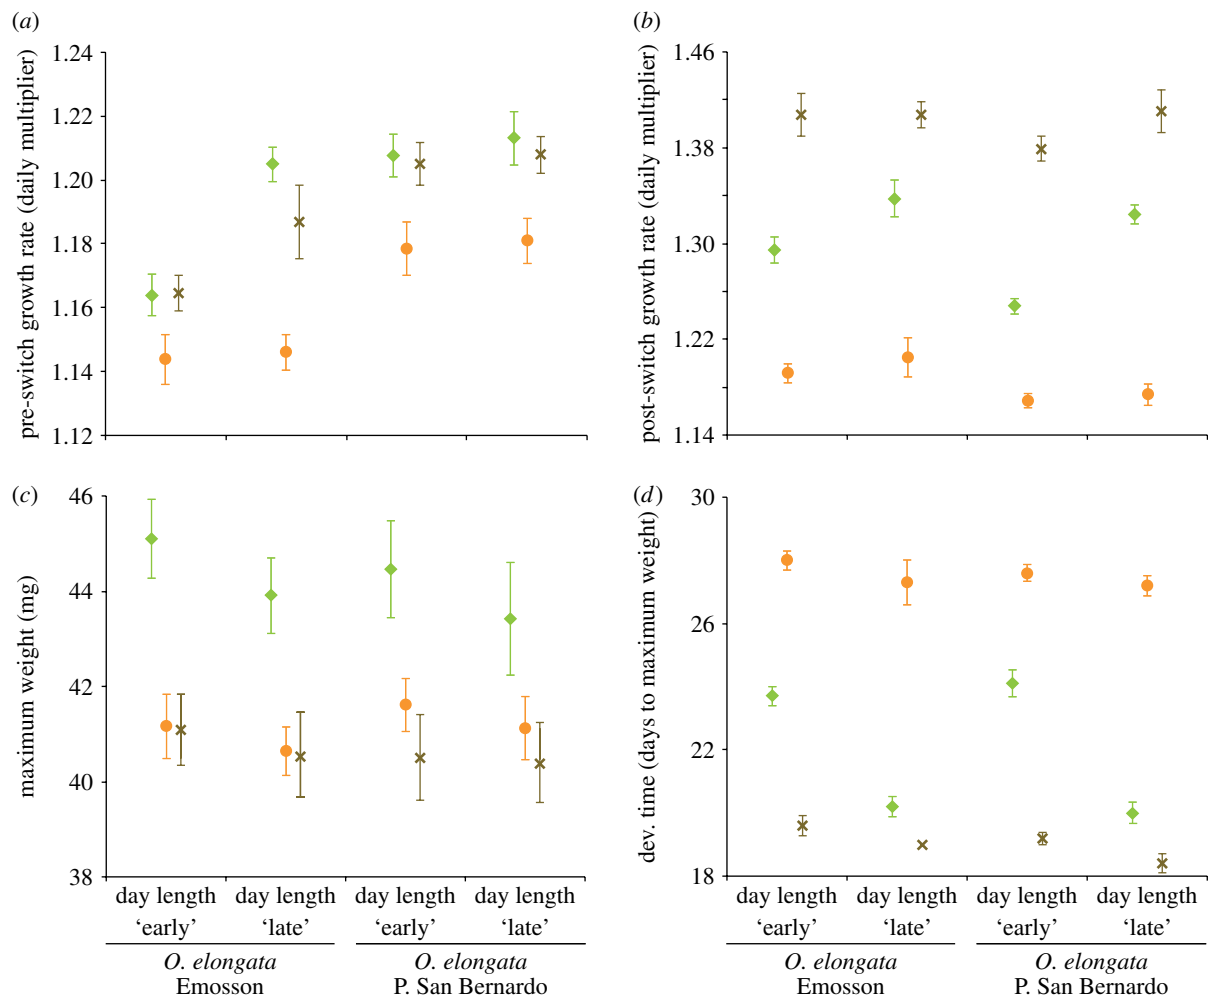 (a)
pre-switch growth rate (daily multiplier)
1.24
1.22
1.20
1.18
1.16
1.14
1.12
(b)
post-switch growth rate (daily multiplier)
1.46
1.38
1.30
1.22
1.14
(c)
maximum weight (mg)
46
44
42
40
38
day length day length day length day length
‘early’ ‘late’ ‘early’ ‘late’
O. elongata O. elongata
Emosson P. San Bernardo
(d)
dev. time (days to maximum weight)
30
26
22
18
day length day length day length day length
‘early’ ‘late’ ‘early’ ‘late’
O. elongata O. elongata
Emosson P. San Bernardo